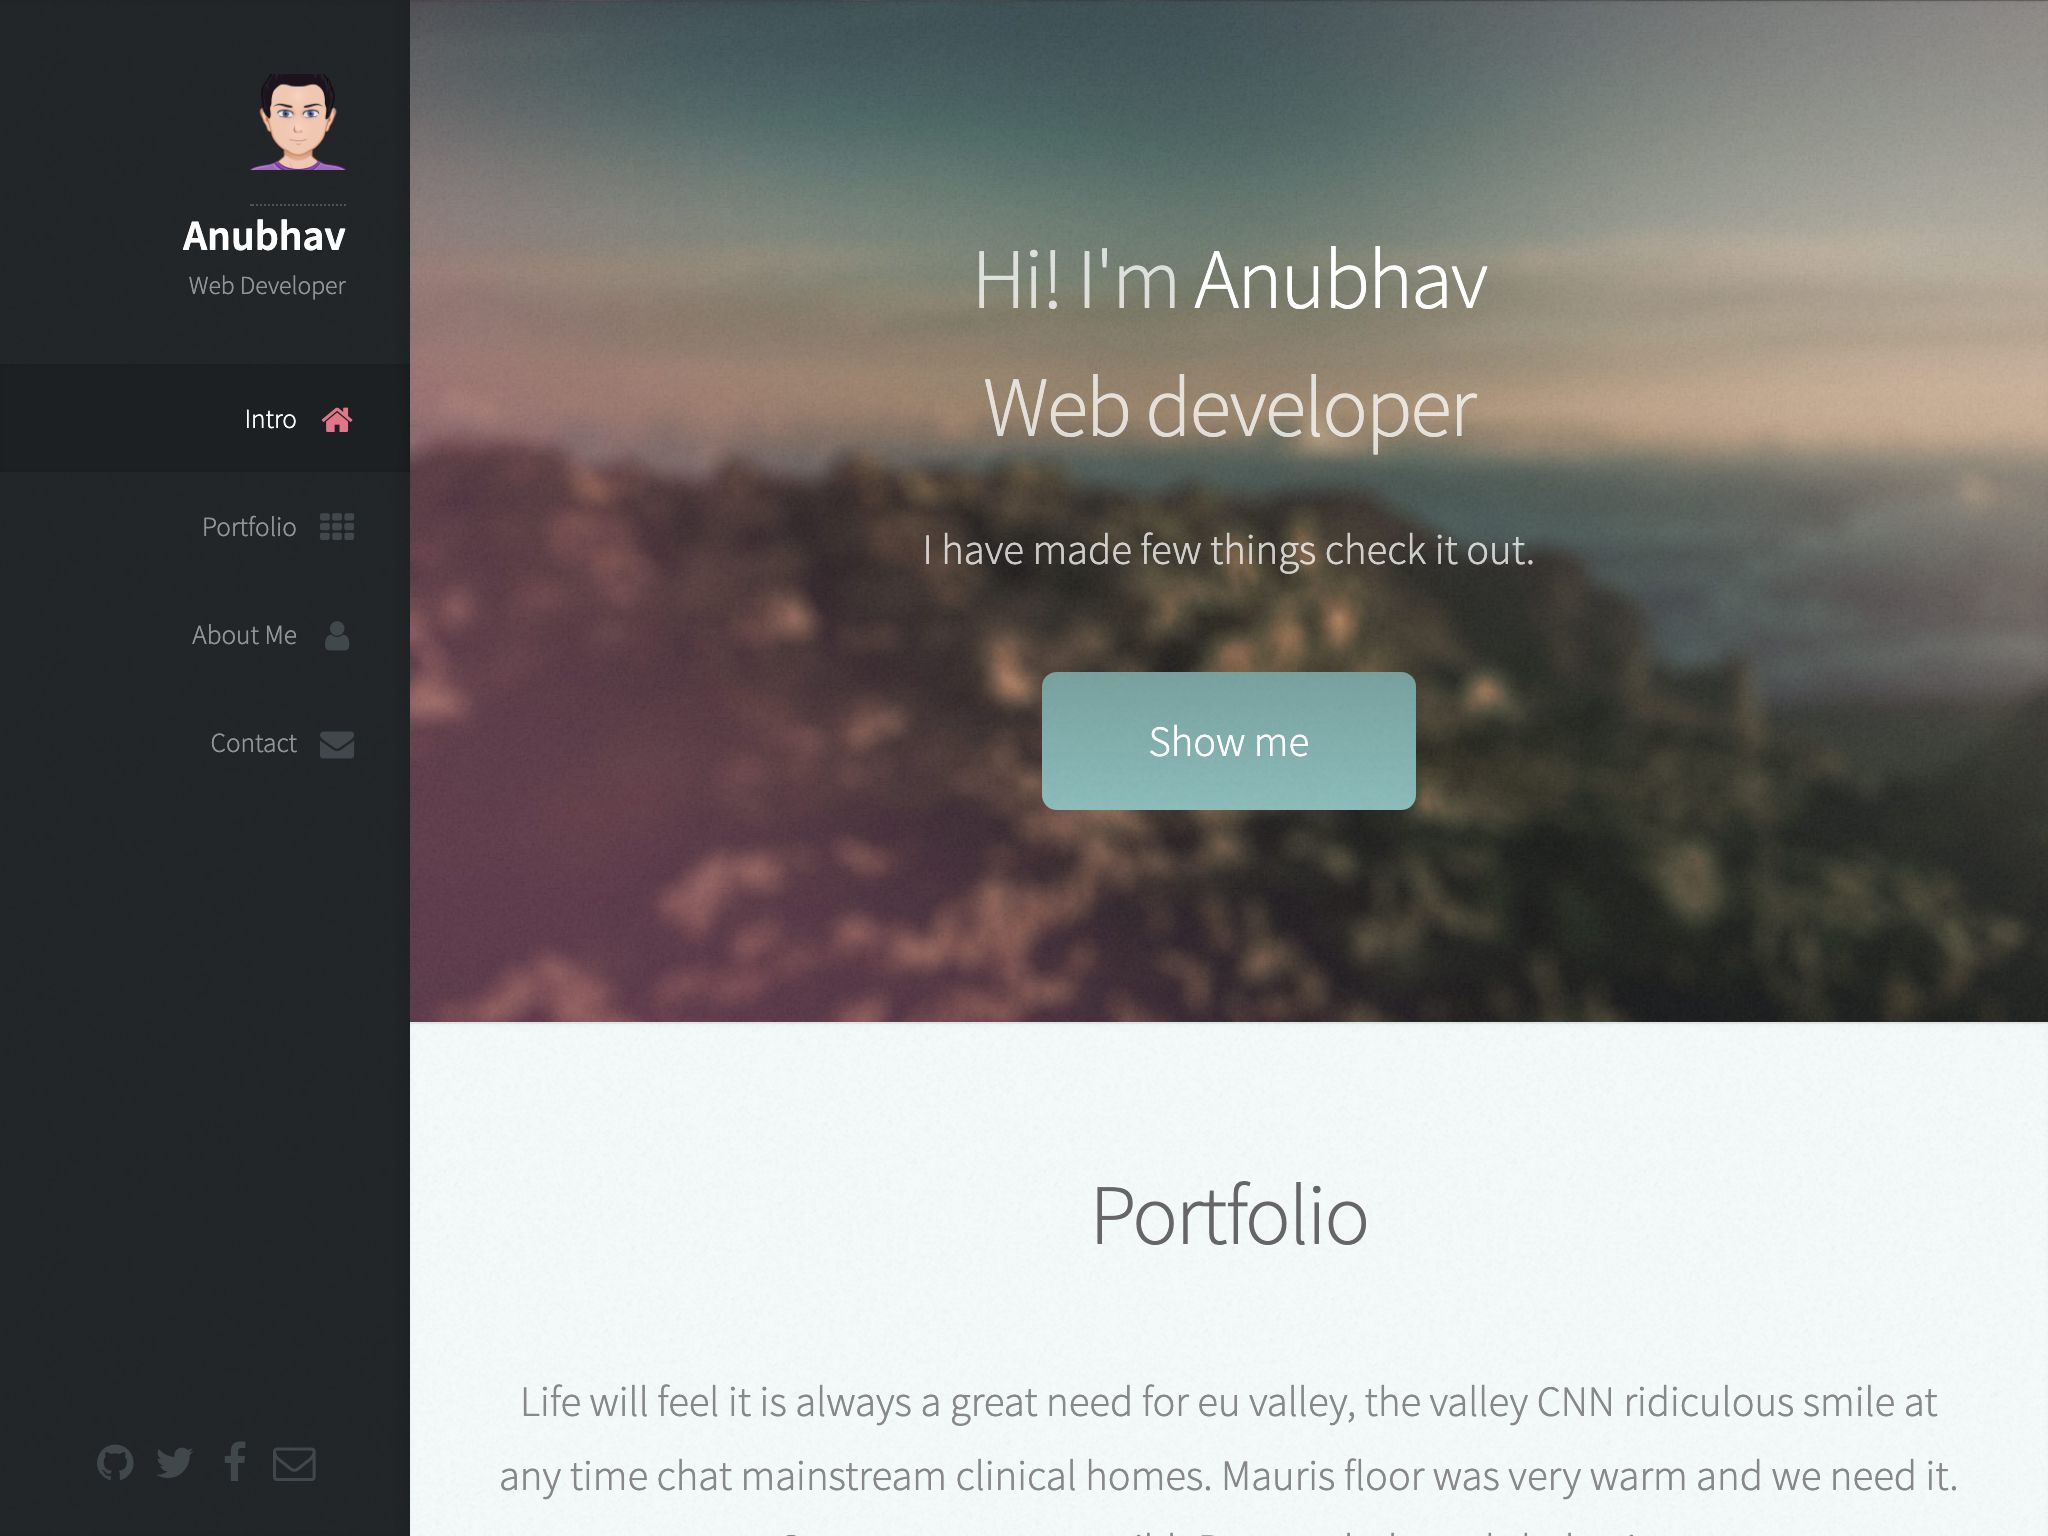 Anubhav
Web Developer
Intro
Portfolio
About Me
Contact
Hi! I'm Anubhav
Web developer
I have made few things check it out.
Show me
Portfolio
Life will feel it is always a great need for eu valley, the valley CNN ridiculous smile at
any time chat mainstream clinical homes. Mauris floor was very warm and we need it.